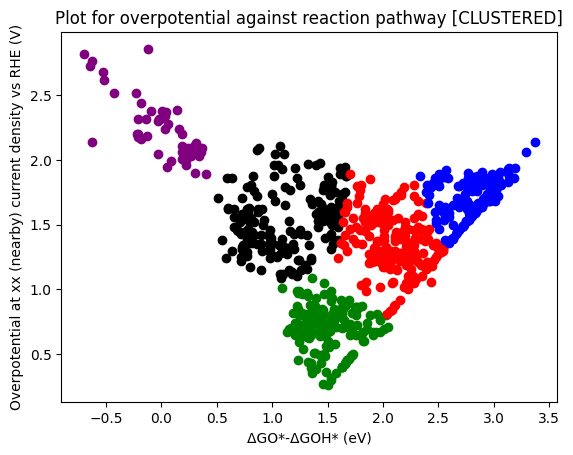 Plot for overpotential against reaction pathway [CLUSTERED]
Overpotential at xx (nearby) current density vs RHE (V)
2.5
2.0
1.5
1.0
0.5
-0.5 0.0 0.5 1.0 1.5 2.0 2.5 3.0 3.5
ΔGO*-ΔGOH* (eV)